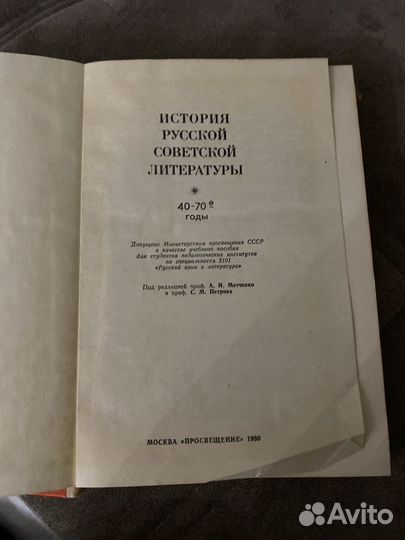 ИСТОРИЯ
РУССКОЙ
СОВЕТСКОЙ
ЛИТЕРАТУРЫ
40-70е
годы
Допущено Министерством просвещения СССР
в качестве учебного пособия
для студентов педагогических институтов
по специальности 2101
«Русский язык и литература»
Под редакцией проф. А. И. Метченко
и проф. С. М. Петрова
МОСКВА «ПРОСВЕЩЕНИЕ» 1980
Avito